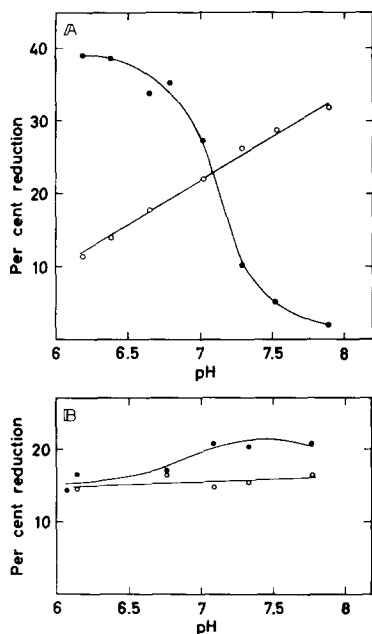 A
40
30
20
10
Per cent reduction
6 6.5 7 7.5 8
pH
B
20
10
Per cent reduction
6 6.5 7 7.5 8
pH